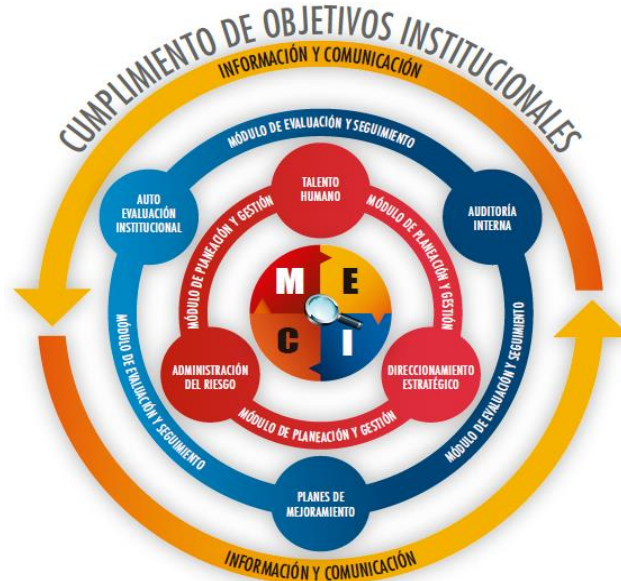 CUMPLIMIENTO DE OBJETIVOS INSTITUCIONALES
INFORMACIÓN Y COMUNICACIÓN
MÓDULO DE EVALUACIÓN Y SEGUIMIENTO
TALENTO
HUMANO
AUTO
EVALUACIÓN
INSTITUCIONAL
AUDITORÍA
INTERNA
MÓDULO DE PLANEACIÓN Y GESTIÓN
MÓDULO DE PLANEACIÓN Y GESTIÓN
M E
C I
ADMINISTRACIÓN
DEL RIESGO
DIRECCIONAMIENTO
ESTRATÉGICO
MÓDULO DE EVALUACIÓN Y SEGUIMIENTO
MÓDULO DE EVALUACIÓN Y SEGUIMIENTO
MÓDULO DE PLANEACIÓN Y GESTIÓN
PLANES DE
MEJORAMIENTO
INFORMACIÓN Y COMUNICACIÓN